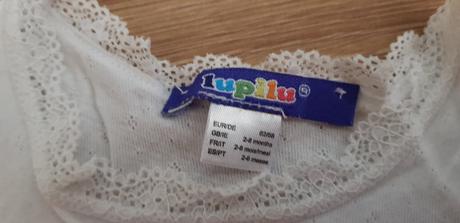 lupilu®
EUR/DE 62/68
GB/IE 2-6 months
FR/IT 2-6 mois/mesi
ES/PT 2-6 meses